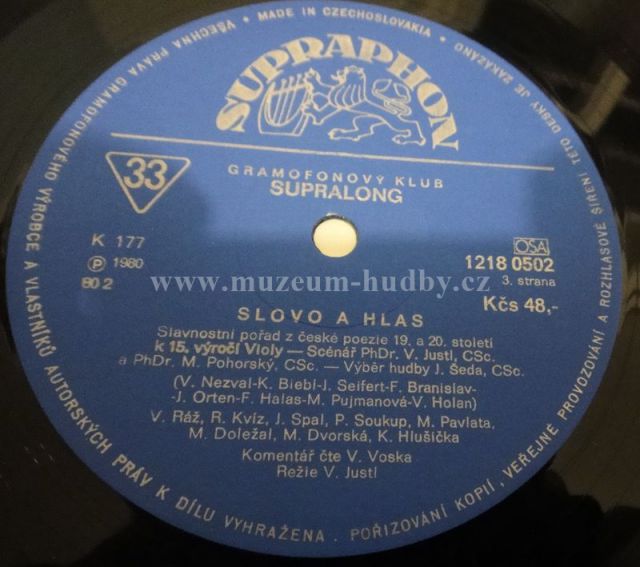 MADE IN CZECHOSLOVAKIA • VŠECHNA PRÁVA GRAMOFONOVÉHO VÝROBCE A VLASTNÍKŮ AUTORSKÝCH PRÁV K DÍLU VYHRAŽENA . POŘIZOVÁNÍ KOPIÍ, VEŘEJNÉ PROVOZOVÁNÍ A ROZHLASOVÉ ŠÍŘENÍ TÉTO DESKY JE ZAKÁZÁNO
SUPRAPHON
33
GRAMOFONOVÝ KLUB
SUPRALONG
K 177
Ⓟ 1980
80 2
OSA
1218 0502
3. strana
Kčs 48,-
www.muzeum-hudby.cz
SLOVO A HLAS
Slavnostní pořad z české poezie 19. a 20. století
k 15. výročí Violy — Scénář PhDr. V. Justl, CSc.
a PhDr. M. Pohorský, CSc. — Výběr hudby J. Šeda, CSc.
(V. Nezval-K. Biebl-J. Seifert-F. Branislav-
-J. Orten-F. Halas-M. Pujmanová-V. Holan)
V. Ráž, R. Kvíz, J. Spal, P. Soukup, M. Pavlata,
M. Doležal, M. Dvorská, K. Hlušička
Komentář čte V. Voska
Režie V. Justl